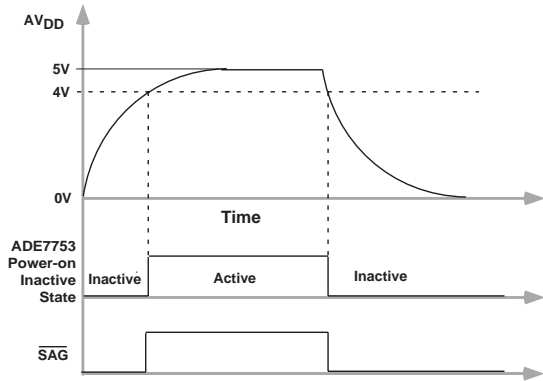 AVDD
5V
4V
0V
Time
ADE7753
Power-on
Inactive
State
Inactive
Active
Inactive
SAG